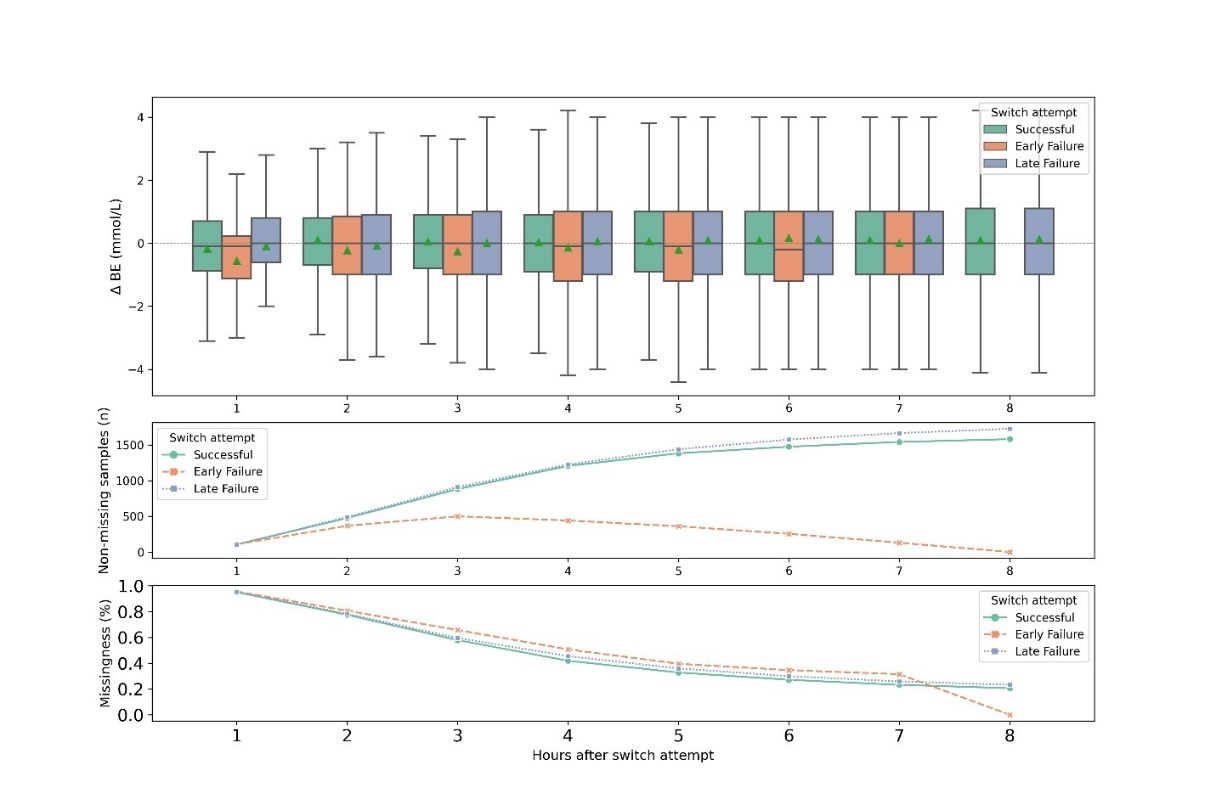 Δ BE (mmol/L)
4
2
0
−2
−4
Switch attempt
Successful
Early Failure
Late Failure
1 2 3 4 5 6 7 8
Non-missing samples (n)
1500
1000
500
0
Switch attempt
Successful
Early Failure
Late Failure
1 2 3 4 5 6 7 8
Missingness (%)
1.0
0.8
0.6
0.4
0.2
0.0
Switch attempt
Successful
Early Failure
Late Failure
1 2 3 4 5 6 7 8
Hours after switch attempt